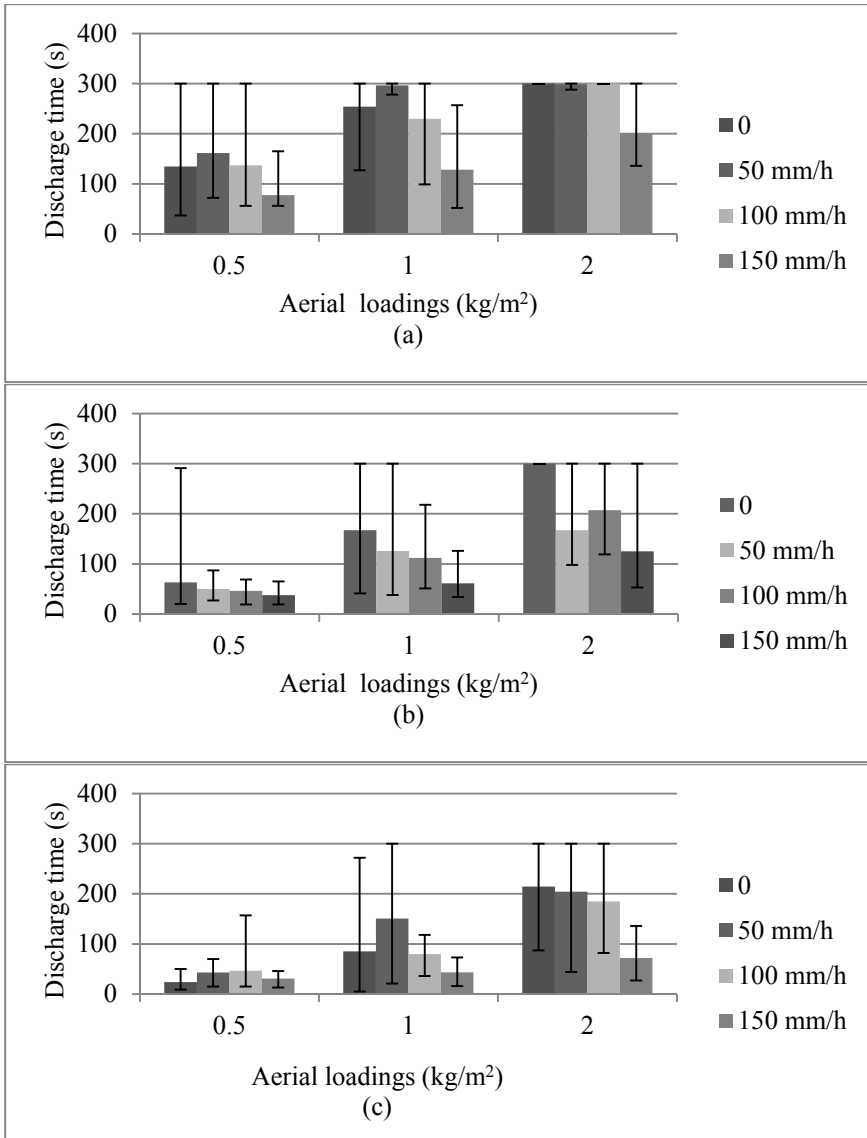 400
300
200
100
0
Discharge time (s)
0.5 1 2
Aerial loadings (kg/m²)
(a)
0
50 mm/h
100 mm/h
150 mm/h
400
300
200
100
0
Discharge time (s)
0.5 1 2
Aerial loadings (kg/m²)
(b)
0
50 mm/h
100 mm/h
150 mm/h
400
300
200
100
0
Discharge time (s)
0.5 1 2
Aerial loadings (kg/m²)
(c)
0
50 mm/h
100 mm/h
150 mm/h